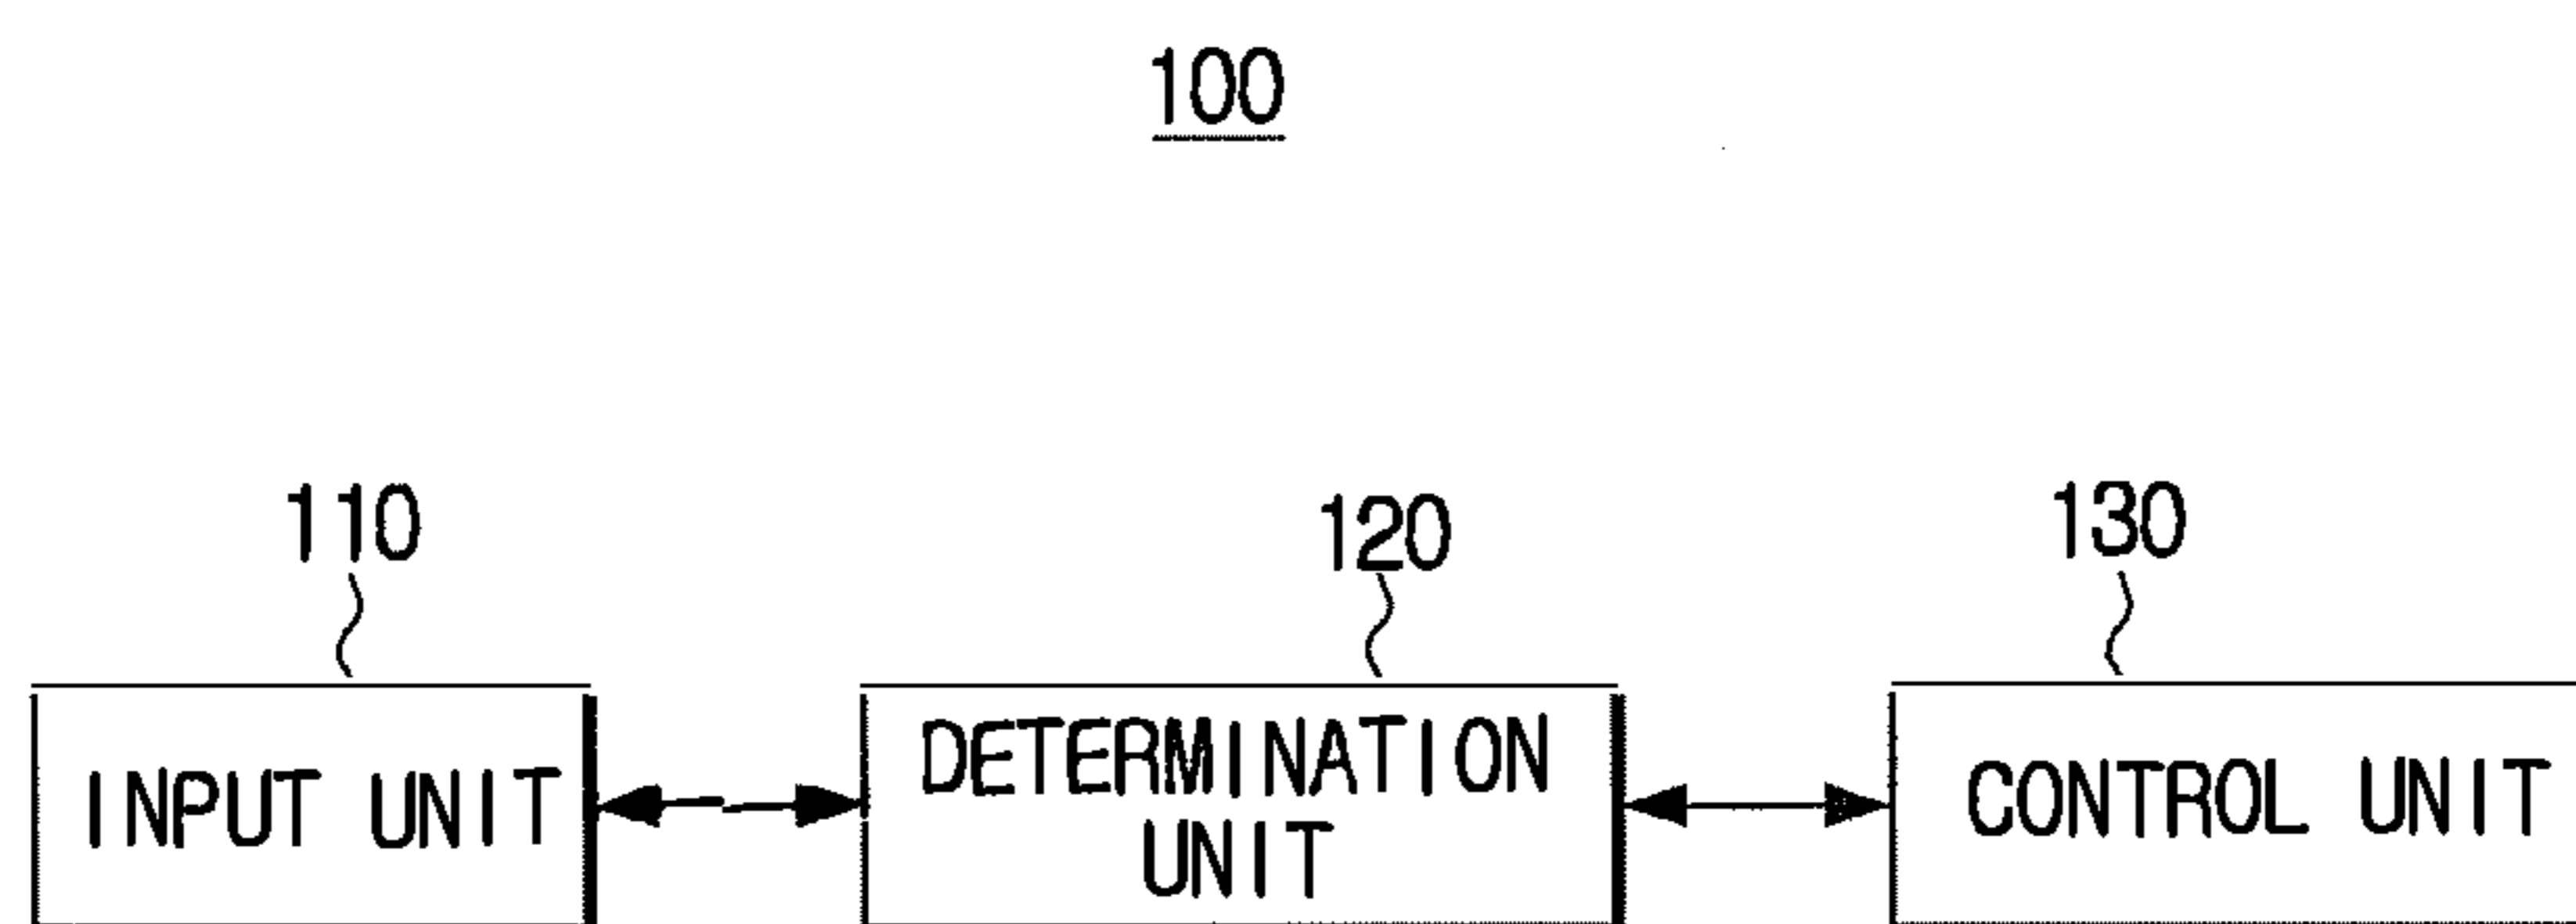 100
110
120
130
INPUT UNIT
DETERMINATION
UNIT
CONTROL UNIT